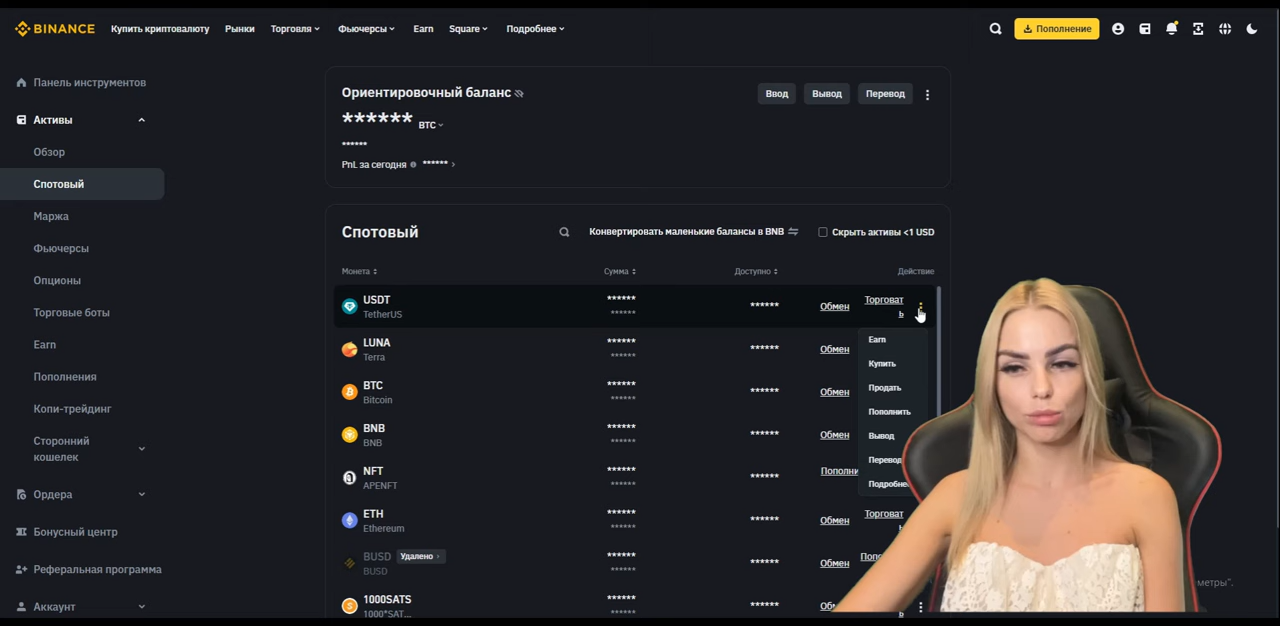 BINANCE
Купить криптовалюту
Рынки
Торговля
Фьючерсы
Earn
Square
Подробнее
Пополнение
Панель инструментов
Активы
Обзор
Спотовый
Маржа
Фьючерсы
Опционы
Торговые боты
Earn
Пополнения
Копи-трейдинг
Сторонний
кошелек
Ордера
Бонусный центр
Реферальная программа
Аккаунт
Ориентировочный баланс
Ввод
Вывод
Перевод
****** BTC
******
PnL за сегодня ******
Спотовый
Конвертировать маленькие балансы в BNB
Скрыть активы <1 USD
Монета
Сумма
Доступно
Действие
USDT ****** Торговат
TetherUS ****** ****** Обмен ь
LUNA ******
Terra ****** ****** Обмен
BTC ******
Bitcoin ****** ****** Обмен
BNB ******
BNB ****** ****** Обмен
NFT ******
APENFT ****** ****** Пополни
ETH ****** Торговат
Ethereum ****** ****** Обмен
BUSD Удалено ******
BUSD ****** ****** Обмен
1000SATS ******
1000*SAT... ****** ****** ь
Earn
Купить
Продать
Пополнить
Вывод
Перевод
Подробнее
метры".